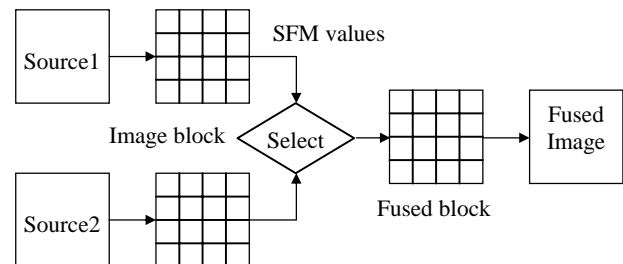 SFM values
Source1
Image block
Select
Fused
Image
Source2
Fused block